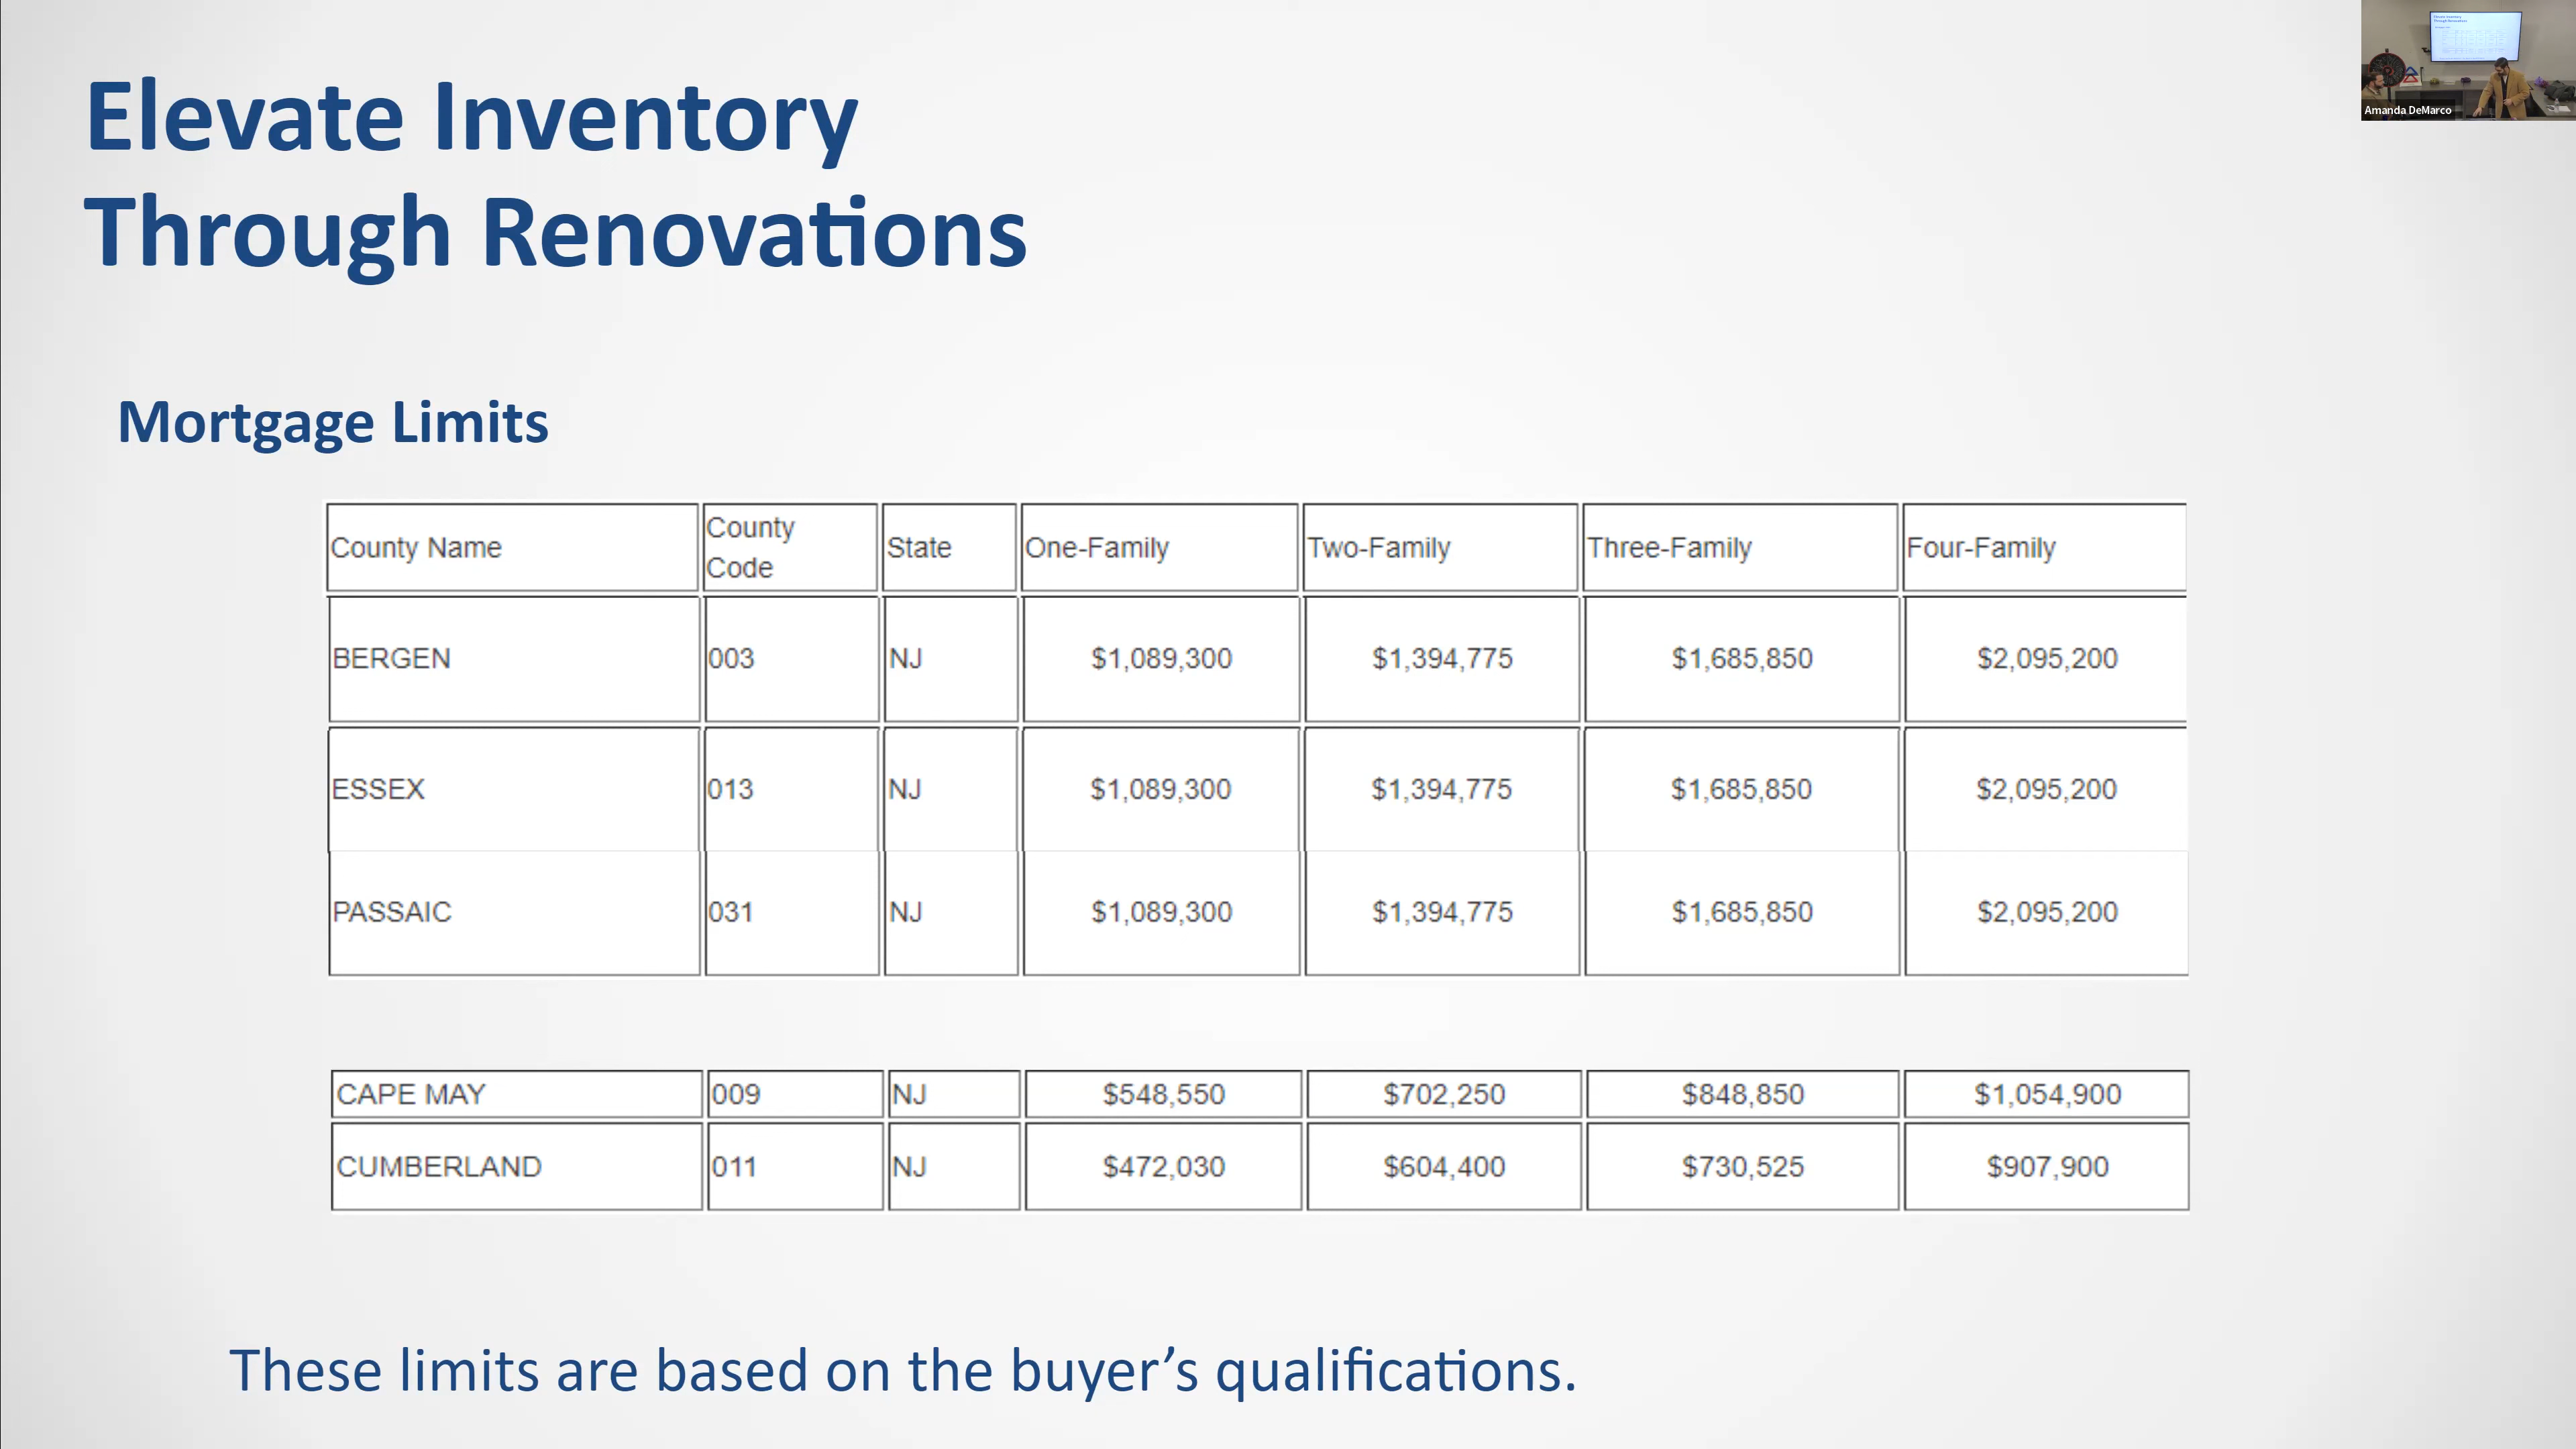 Elevate Inventory
Through Renovations
Amanda DeMarco
Mortgage Limits
County Name County Code State One-Family Two-Family Three-Family Four-Family
BERGEN 003 NJ $1,089,300 $1,394,775 $1,685,850 $2,095,200
ESSEX 013 NJ $1,089,300 $1,394,775 $1,685,850 $2,095,200
PASSAIC 031 NJ $1,089,300 $1,394,775 $1,685,850 $2,095,200
CAPE MAY 009 NJ $548,550 $702,250 $848,850 $1,054,900
CUMBERLAND 011 NJ $472,030 $604,400 $730,525 $907,900
These limits are based on the buyer’s qualifications.